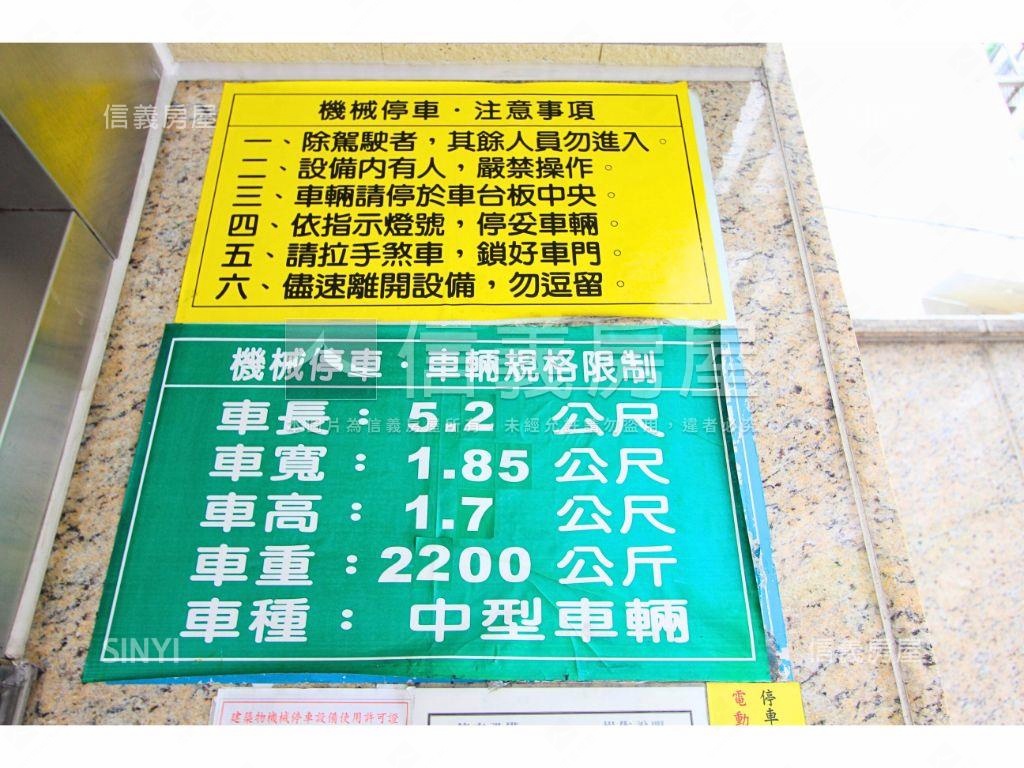 信義房屋
機械停車·注意事項
一、除駕駛者，其餘人員勿進入。
二、設備內有人，嚴禁操作。
三、車輛請停於車台板中央。
四、依指示燈號，停妥車輛。
五、請拉手煞車，鎖好車門。
六、儘速離開設備，勿逗留。
信義房屋
機械停車·車輛規格限制
車長：5.2 公尺
車寬：1.85 公尺
車高：1.7 公尺
車重：2200 公斤
車種：中型車輛
SINYI
信義房屋
建築物機械停車設備使用許可證
停車
電動